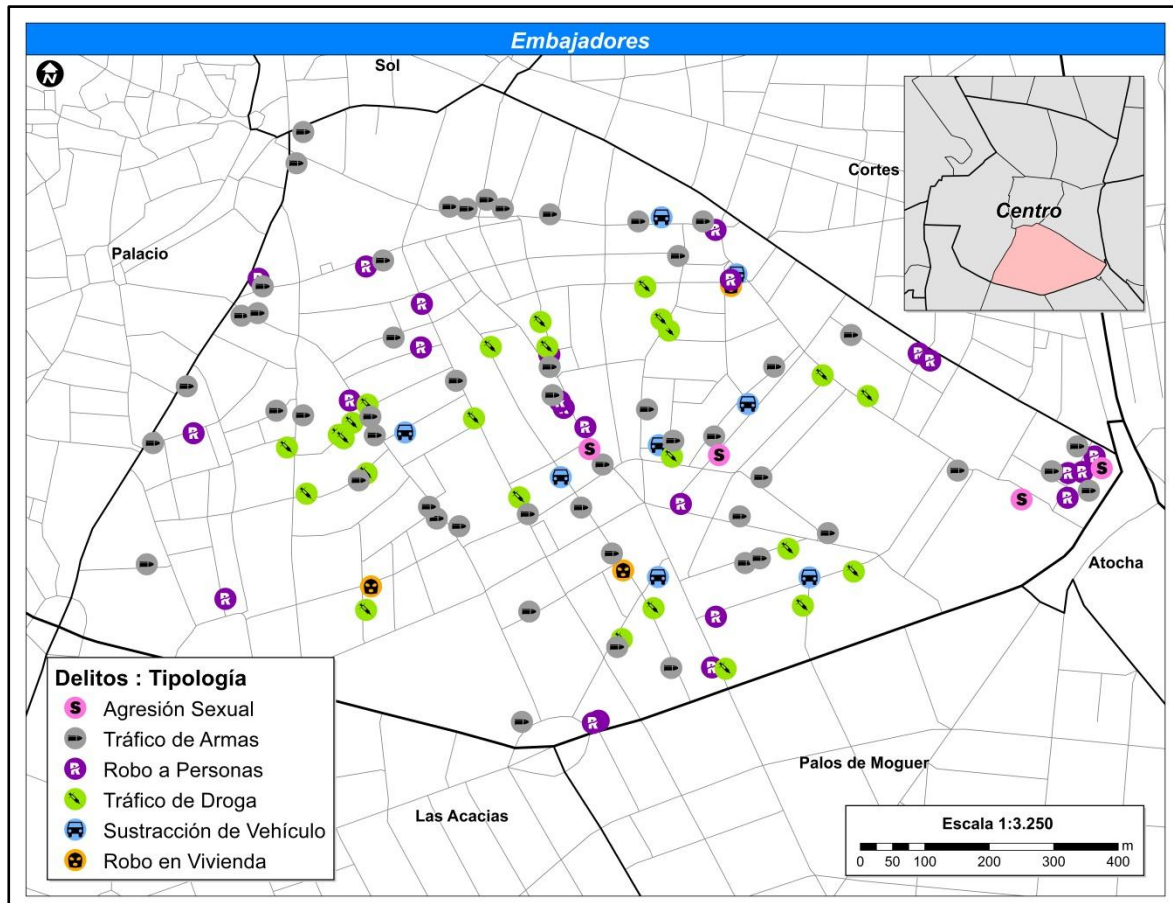 Embajadores
N
Sol
Cortes
Centro
Palacio
Atocha
Delitos : Tipología
S Agresión Sexual
Tráfico de Armas
R Robo a Personas
Tráfico de Droga
Sustracción de Vehículo
Robo en Vivienda
Palos de Moguer
Las Acacias
Escala 1:3.250
m
0 50 100 200 300 400